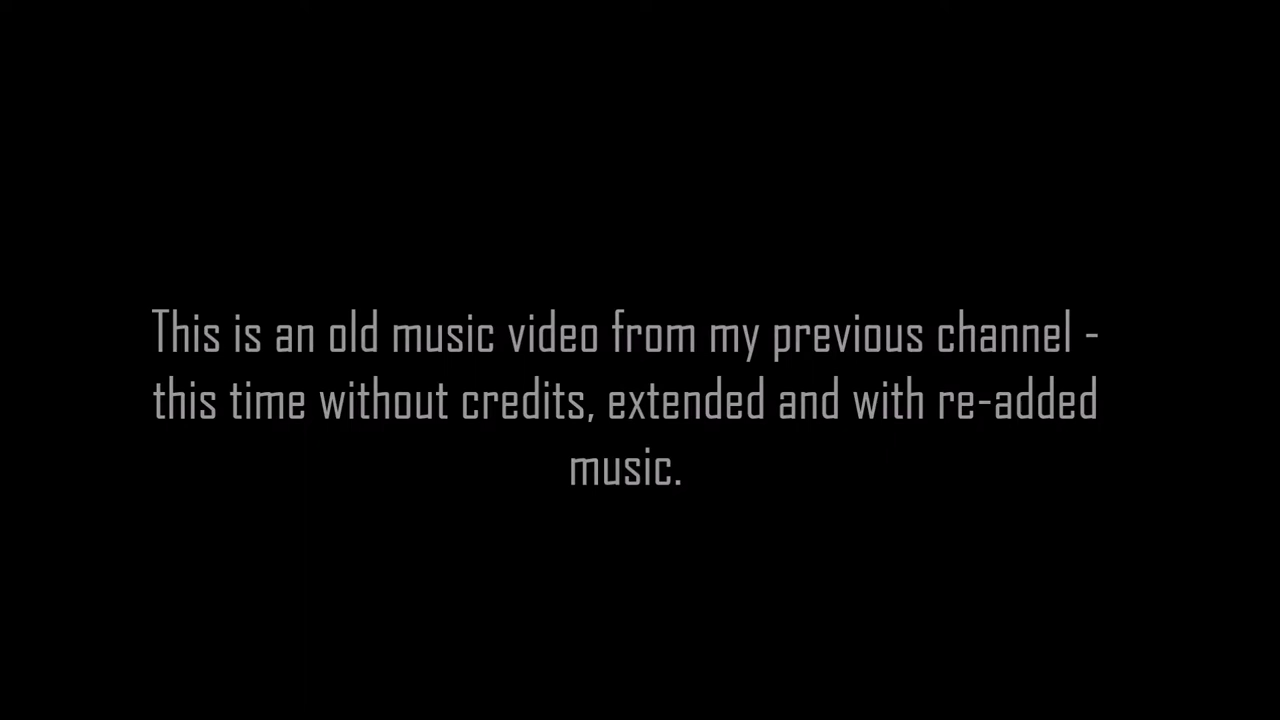 This is an old music video from my previous channel -
this time without credits, extended and with re-added
music.